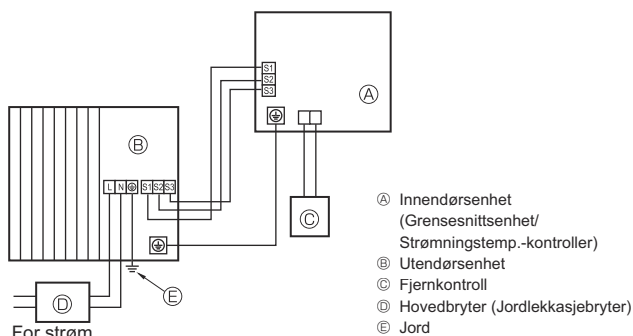 S1
S2
S3
Ⓐ
Ⓑ
L N S1 S2 S3
Ⓒ
Ⓓ
Ⓔ
For strøm
Ⓐ Innendørsenhet
(Grensesnittsenhet/
Strømningstemp.-kontroller)
Ⓑ Utendørsenhet
Ⓒ Fjernkontroll
Ⓓ Hovedbryter (Jordlekkasjebryter)
Ⓔ Jord